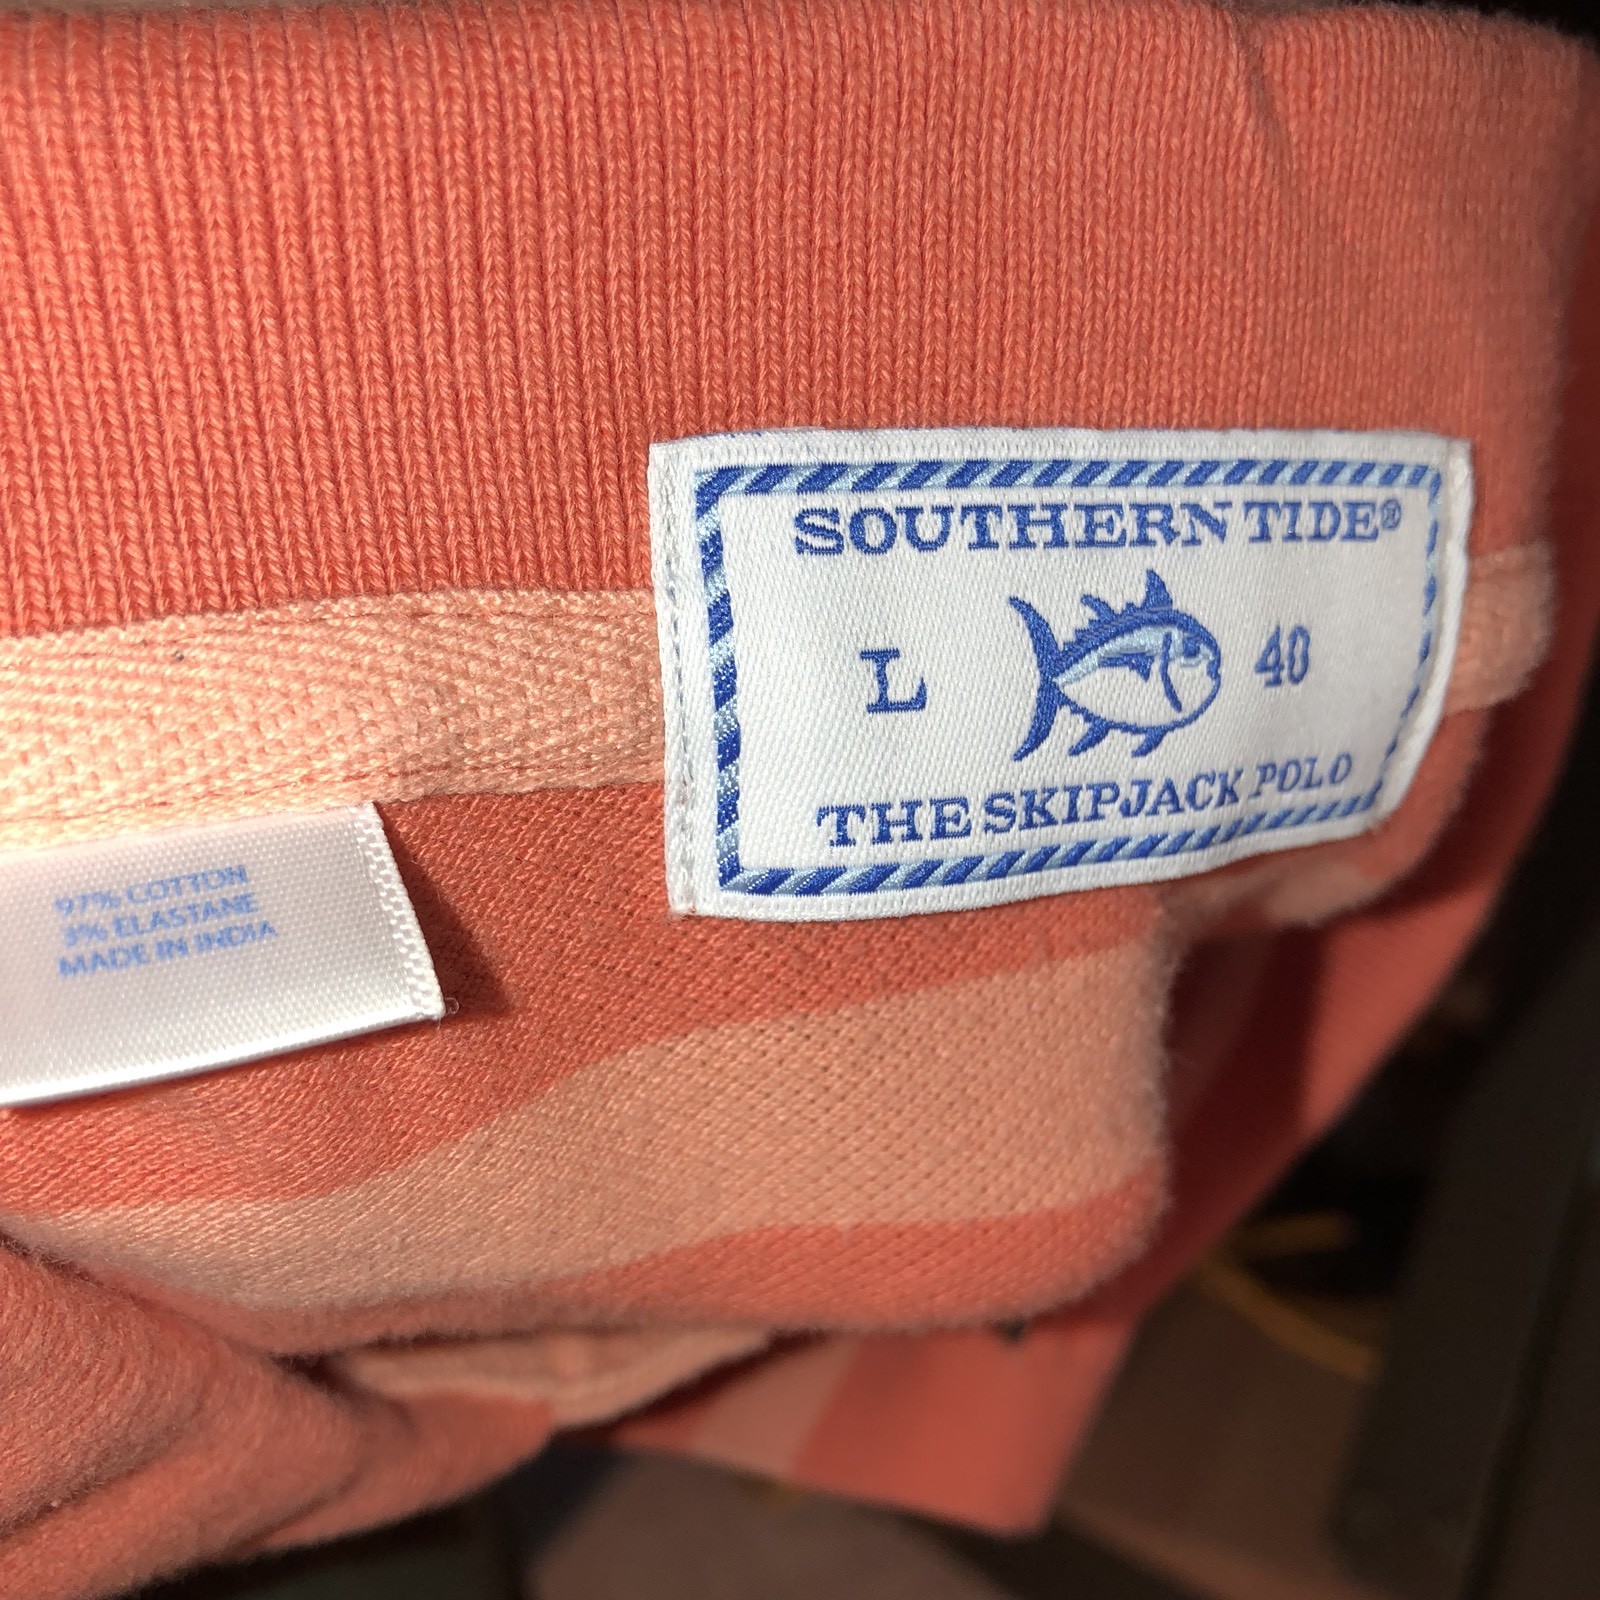 SOUTHERN TIDE®
L 40
THE SKIPJACK POLO
97% COTTON
3% ELASTANE
MADE IN INDIA